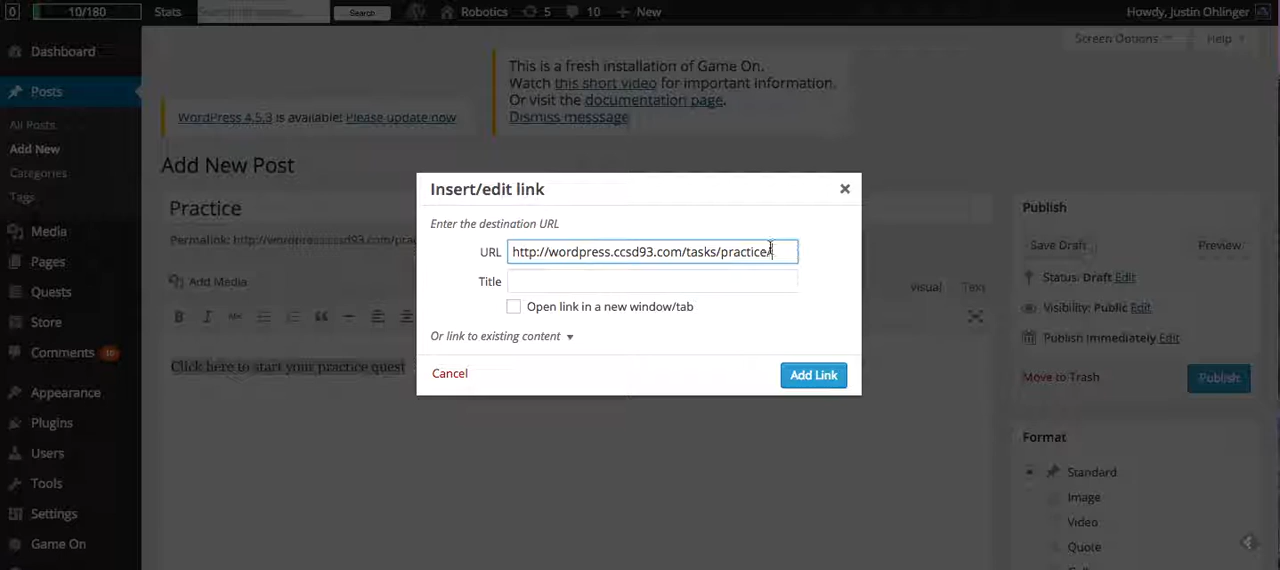 0 10/180 Stats Search Robotics 5 10 + New Howdy, Justin Ohlinger
Dashboard
Posts
All Posts
Add New
Categories
Tags
Media
Pages
Quests
Store
Comments 10
Appearance
Plugins
Users
Tools
Settings
Game On
Screen Options Help
This is a fresh installation of Game On.
Watch this short video for important information.
Or visit the documentation page.
Dismiss messsage
WordPress 4.5.3 is available! Please update now
Add New Post
Practice
Permalink: http://wordpress.ccsd93.com/prac
Add Media
Visual Text
B I ABC
Click here to start your practice quest
Insert/edit link ×
Enter the destination URL
URL http://wordpress.ccsd93.com/tasks/practice/
Title
Open link in a new window/tab
Or link to existing content
Cancel Add Link
Publish
Save Draft Preview
Status: Draft Edit
Visibility: Public Edit
Publish immediately Edit
Move to Trash Publish
Format
Standard
Image
Video
Quote